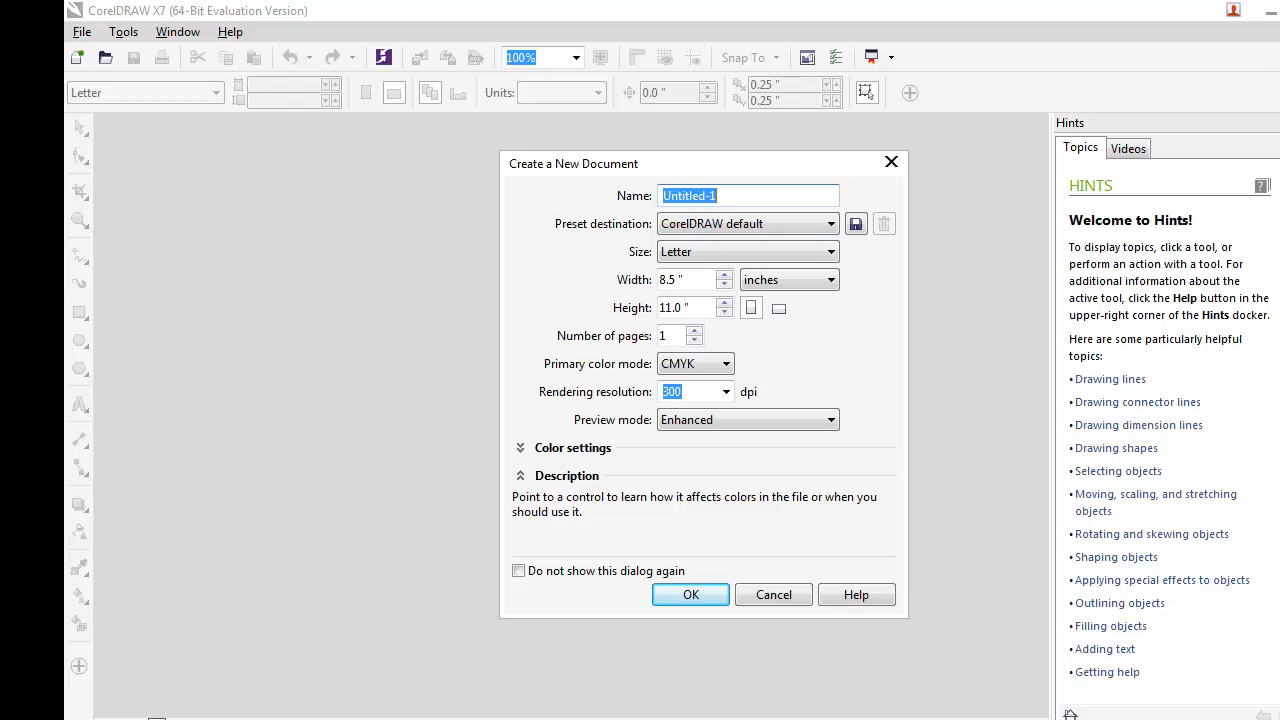 CorelDRAW X7 (64-Bit Evaluation Version)
File Tools Window Help
100% Snap To
Letter Units: 0.0 " 0.25 "
0.25 "
Hints
Topics Videos
Create a New Document
Name: Untitled-1
Preset destination: CorelDRAW default
Size: Letter
Width: 8.5 " inches
Height: 11.0 "
Number of pages: 1
Primary color mode: CMYK
Rendering resolution: 300 dpi
Preview mode: Enhanced
Color settings
Description
Point to a control to learn how it affects colors in the file or when you
should use it.
Do not show this dialog again
OK Cancel Help
HINTS
Welcome to Hints!
To display topics, click a tool, or
perform an action with a tool. For
additional information about the
active tool, click the Help button in the
upper-right corner of the Hints docker.
Here are some particularly helpful
topics:
• Drawing lines
• Drawing connector lines
• Drawing dimension lines
• Drawing shapes
• Selecting objects
• Moving, scaling, and stretching
objects
• Rotating and skewing objects
• Shaping objects
• Applying special effects to objects
• Outlining objects
• Filling objects
• Adding text
• Getting help